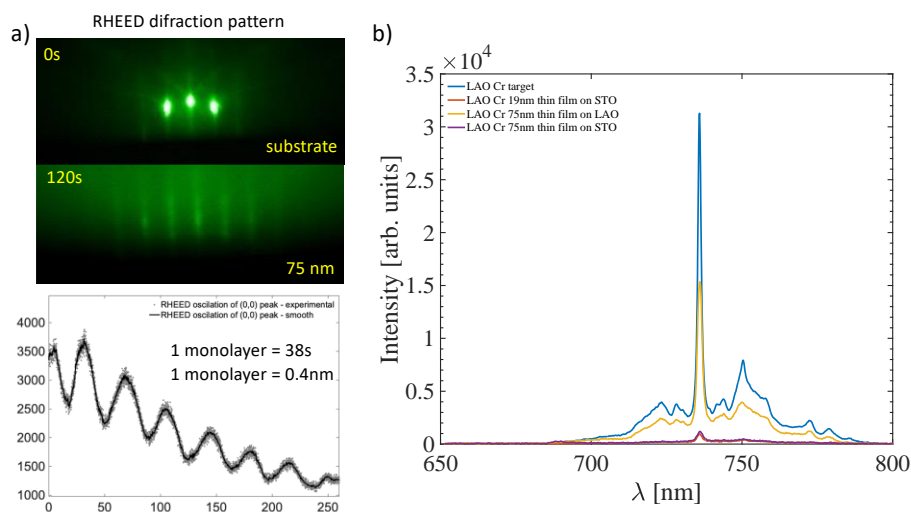 RHEED difraction pattern
a)
0s
substrate
120s
75 nm
RHEED oscilation of (0,0) peak - experimental
RHEED oscilation of (0,0) peak - smooth
1 monolayer = 38s
1 monolayer = 0.4nm
4000
3500
3000
2500
2000
1500
1000
0 50 100 150 200 250
b)
×10⁴
LAO Cr target
LAO Cr 19nm thin film on STO
LAO Cr 75nm thin film on LAO
LAO Cr 75nm thin film on STO
3.5
3
2.5
2
1.5
1
0.5
0
Intensity [arb. units]
650 700 750 800
λ [nm]